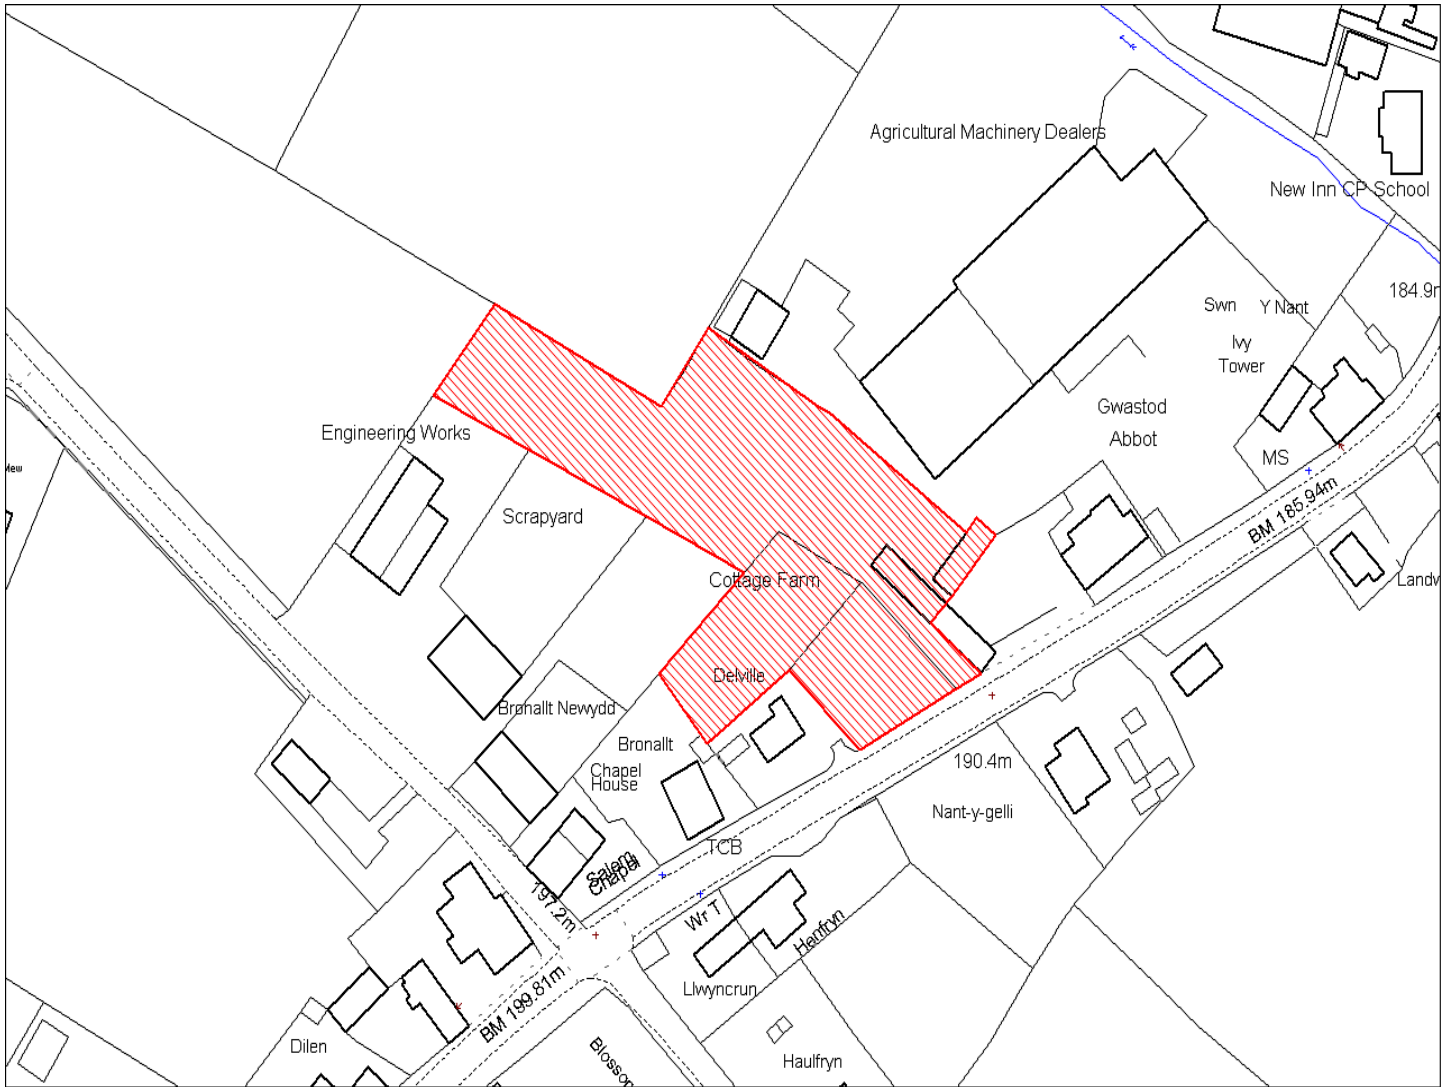 Agricultural Machinery Dealers
New Inn CP School
184.9m
Swn Y Nant
Ivy
Tower
Gwastod
Abbot
Engineering Works
MS
BM 185.94m
Scrapyard
Cottage Farm
Delville
Bronallt Newydd
Bronallt
Chapel
House
190.4m
Nant-y-gelli
TCB
Salem
Chapel
197.2m
Wr T
Henfryn
Llwyncrun
BM 199.81m
Dilen
Haulfryn